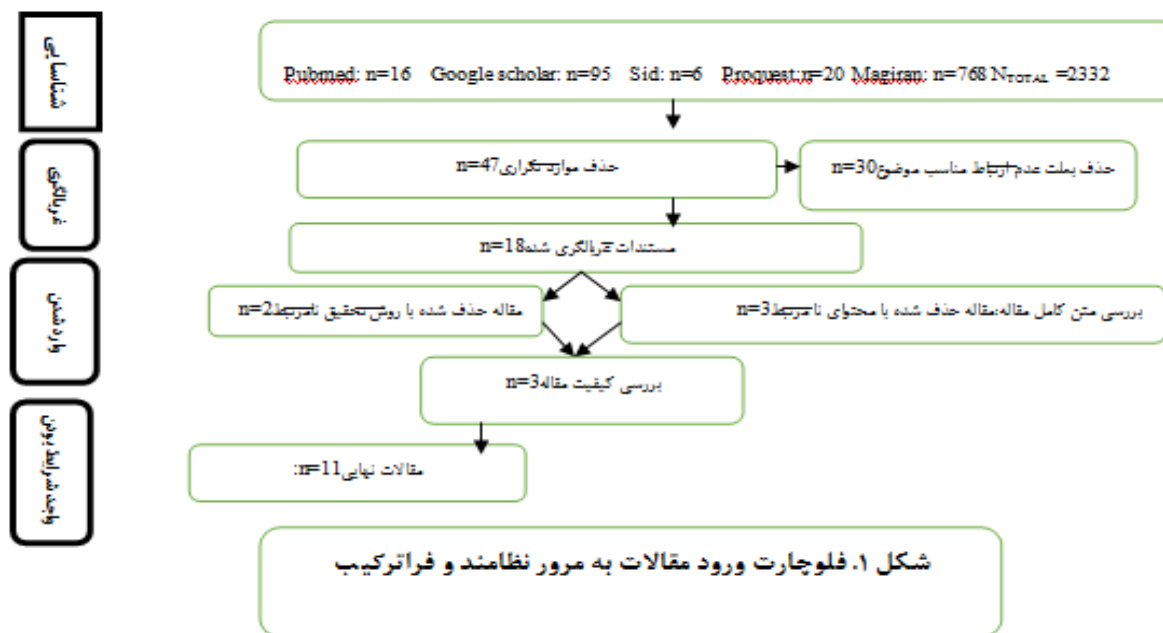 شناسایی
Pubmed: n=16 Google scholar: n=95 Sid: n=6 Proquest:n=20 Magiran: n=768 NTOTAL =2332
غربالگری
حذف موارد تکراری n=47
حذف بعلت عدم ارتباط مناسب موضوع n=30
مستندات غربالگری شده n=18
وارد شدن
مقاله حذف شده با روش تحقیق نامرتبط n=2
بررسی متن کامل مقاله:مقاله حذف شده با محتوای نامرتبط n=3
بررسی کیفیت مقاله n=3
واجد شرایط بودن
مقالات نهایی n=11:
شکل ۱. فلوچارت ورود مقالات به مرور نظامند و فراترکیب